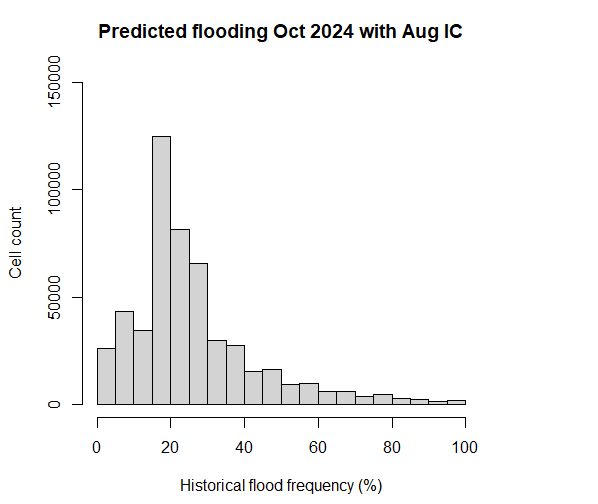 Predicted flooding Oct 2024 with Aug IC
150000
100000
50000
0
Cell count
0 20 40 60 80 100
Historical flood frequency (%)